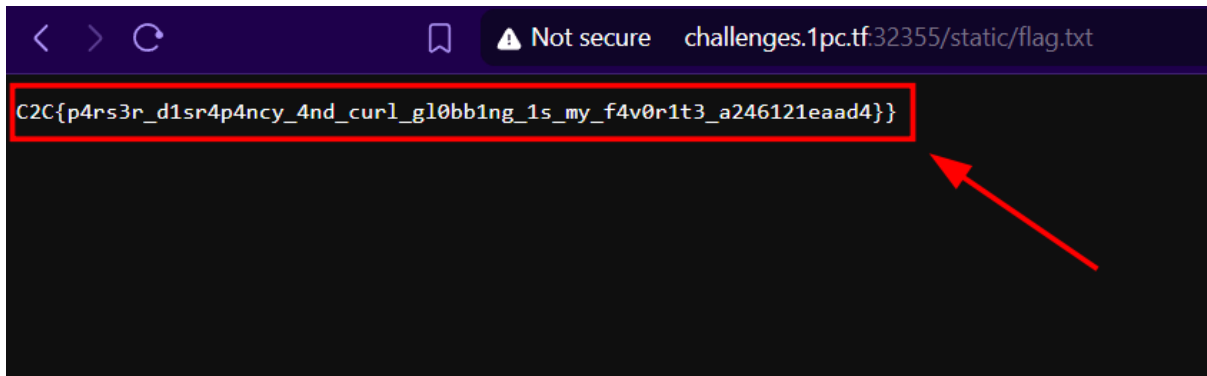 Not secure challenges.1pc.tf:32355/static/flag.txt
C2C{p4rs3r_d1sr4p4ncy_4nd_curl_gl0bb1ng_1s_my_f4v0r1t3_a246121eaad4}}